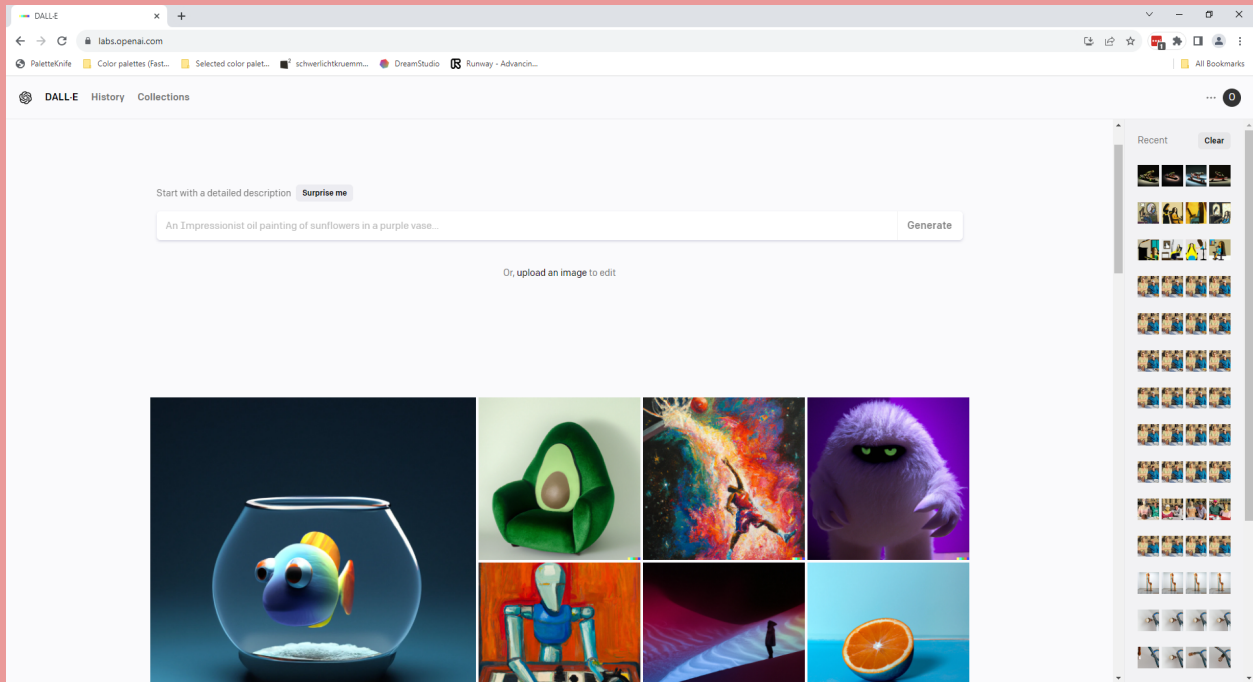 DALL·E
labs.openai.com
PaletteKnife Color palettes (Fast... Selected color palet... schwerlichtkruemm... DreamStudio Runway - Advancin... All Bookmarks
DALL·E History Collections ... O
Recent Clear
Start with a detailed description Surprise me
An Impressionist oil painting of sunflowers in a purple vase... Generate
Or, upload an image to edit